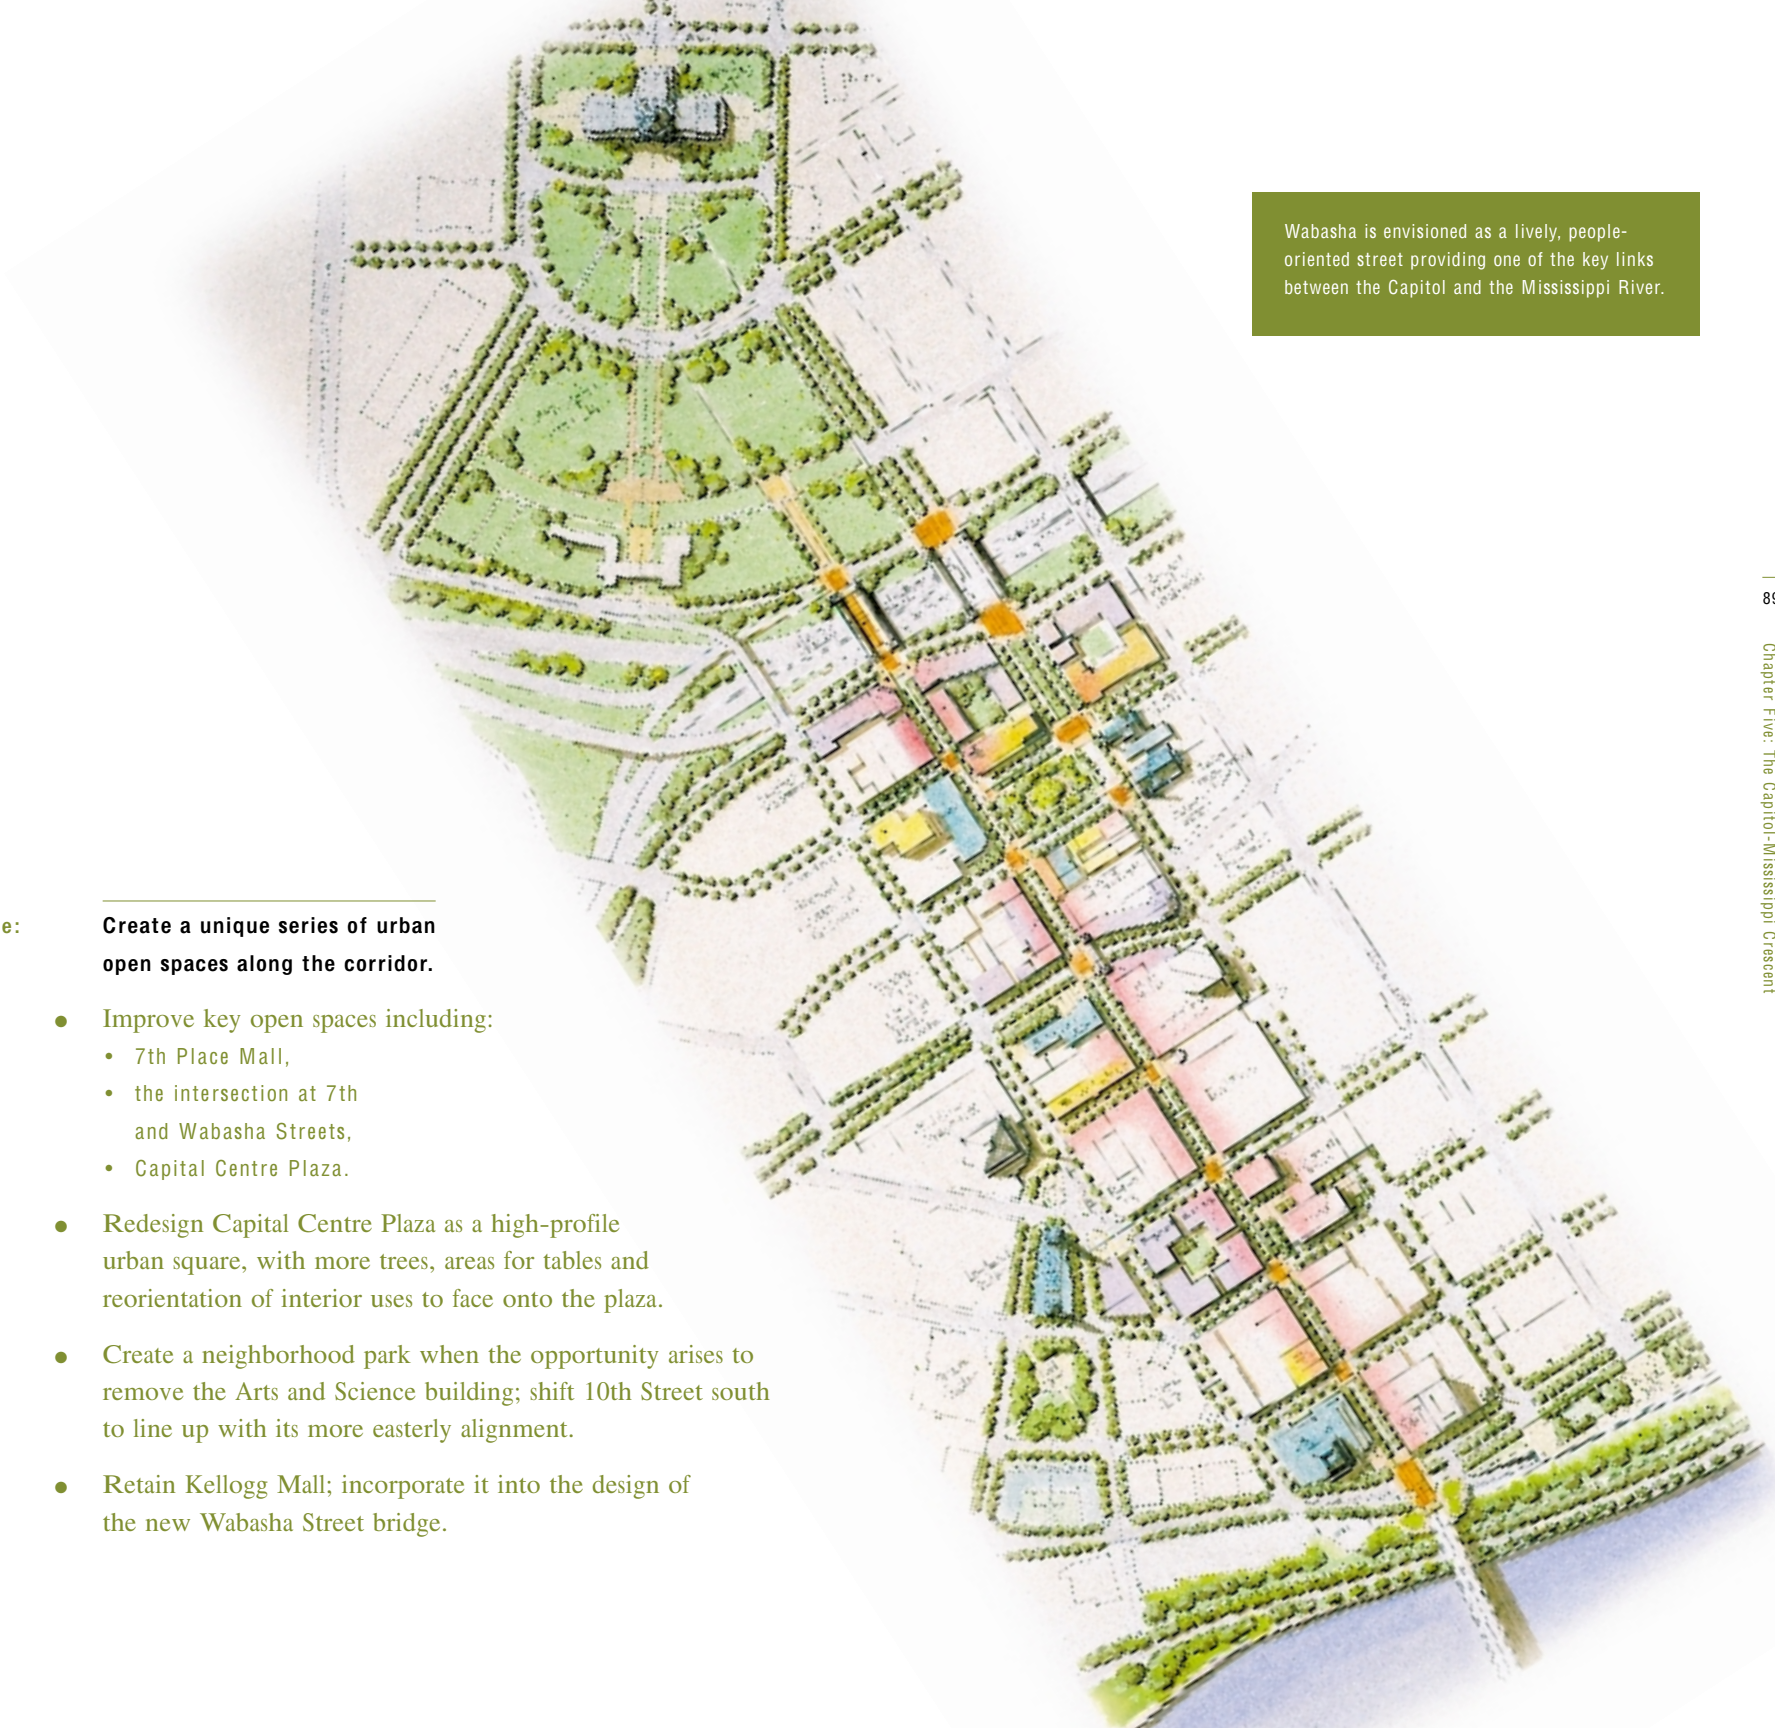 Wabasha is envisioned as a lively, people-
oriented street providing one of the key links
between the Capitol and the Mississippi River.
e:
Create a unique series of urban
open spaces along the corridor.
● Improve key open spaces including:
• 7th Place Mall,
• the intersection at 7th
and Wabasha Streets,
• Capital Centre Plaza.
● Redesign Capital Centre Plaza as a high-profile
urban square, with more trees, areas for tables and
reorientation of interior uses to face onto the plaza.
● Create a neighborhood park when the opportunity arises to
remove the Arts and Science building; shift 10th Street south
to line up with its more easterly alignment.
● Retain Kellogg Mall; incorporate it into the design of
the new Wabasha Street bridge.
89
Chapter Five: The Capitol-Mississippi Crescent